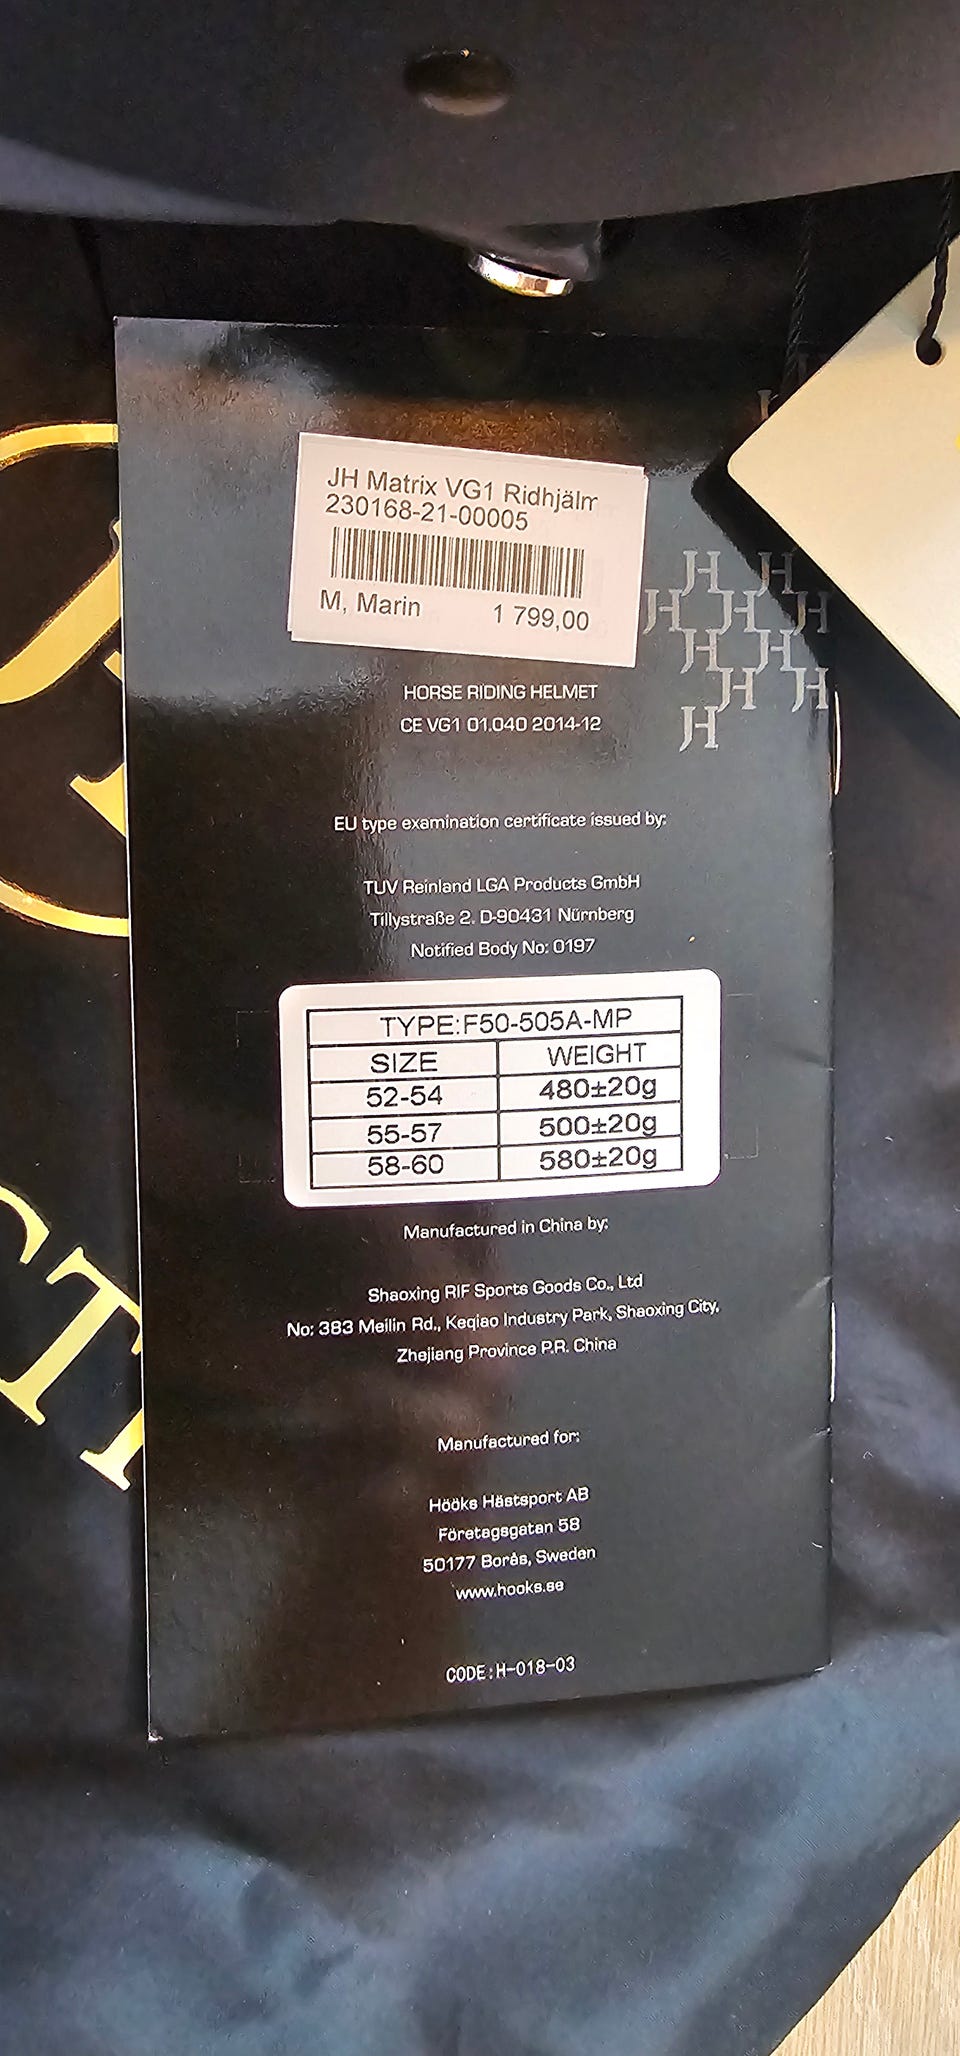 JH Matrix VG1 Ridhjälm
230168-21-00005
M, Marin 1 799,00
HORSE RIDING HELMET
CE VG1 01.040 2014-12
EU type examination certificate issued by:
TUV Reinland LGA Products GmbH
Tillystraße 2. D-90431 Nürnberg
Notified Body No: 0197
TYPE:F50-505A-MP
SIZE WEIGHT
52-54 480±20g
55-57 500±20g
58-60 580±20g
Manufactured in China by:
Shaoxing RIF Sports Goods Co., Ltd
No: 383 Meilin Rd., Keqiao Industry Park, Shaoxing City,
Zhejiang Province P.R. China
Manufactured for:
Hööks Hästsport AB
Företagsgatan 58
50177 Borås, Sweden
www.hooks.se
CODE:H-018-03